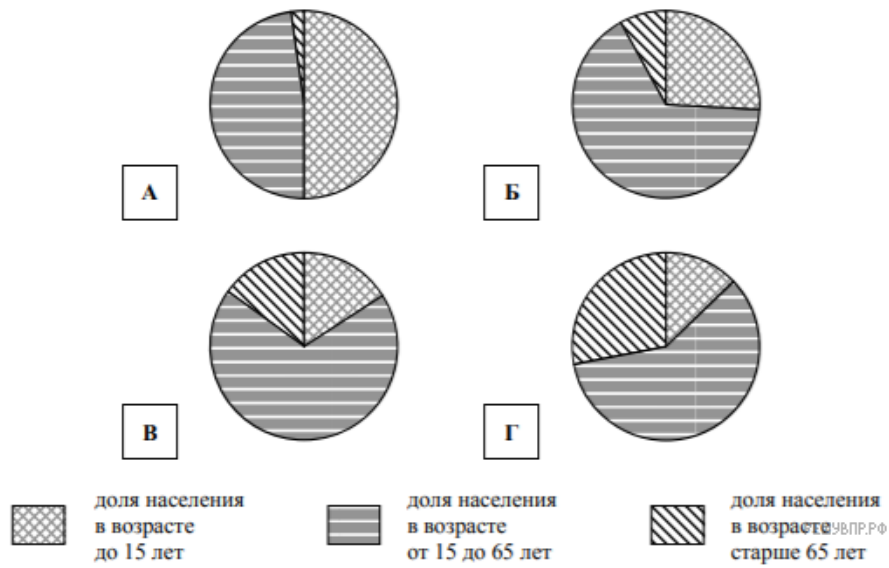 А
Б
В
Г
доля населения
в возрасте
до 15 лет
доля населения
в возрасте
от 15 до 65 лет
доля населения
в возрасте
старше 65 лет